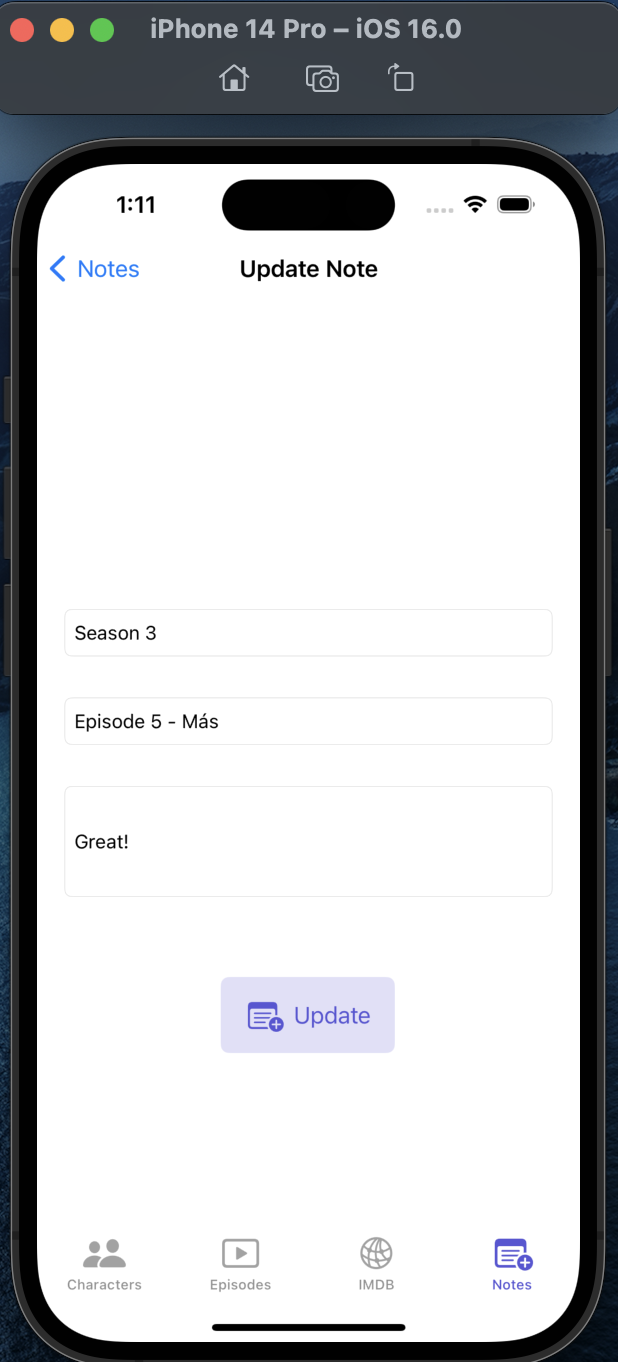 iPhone 14 Pro – iOS 16.0
1:11
Notes
Update Note
Season 3
Episode 5 - Más
Great!
Update
Characters
Episodes
IMDB
Notes